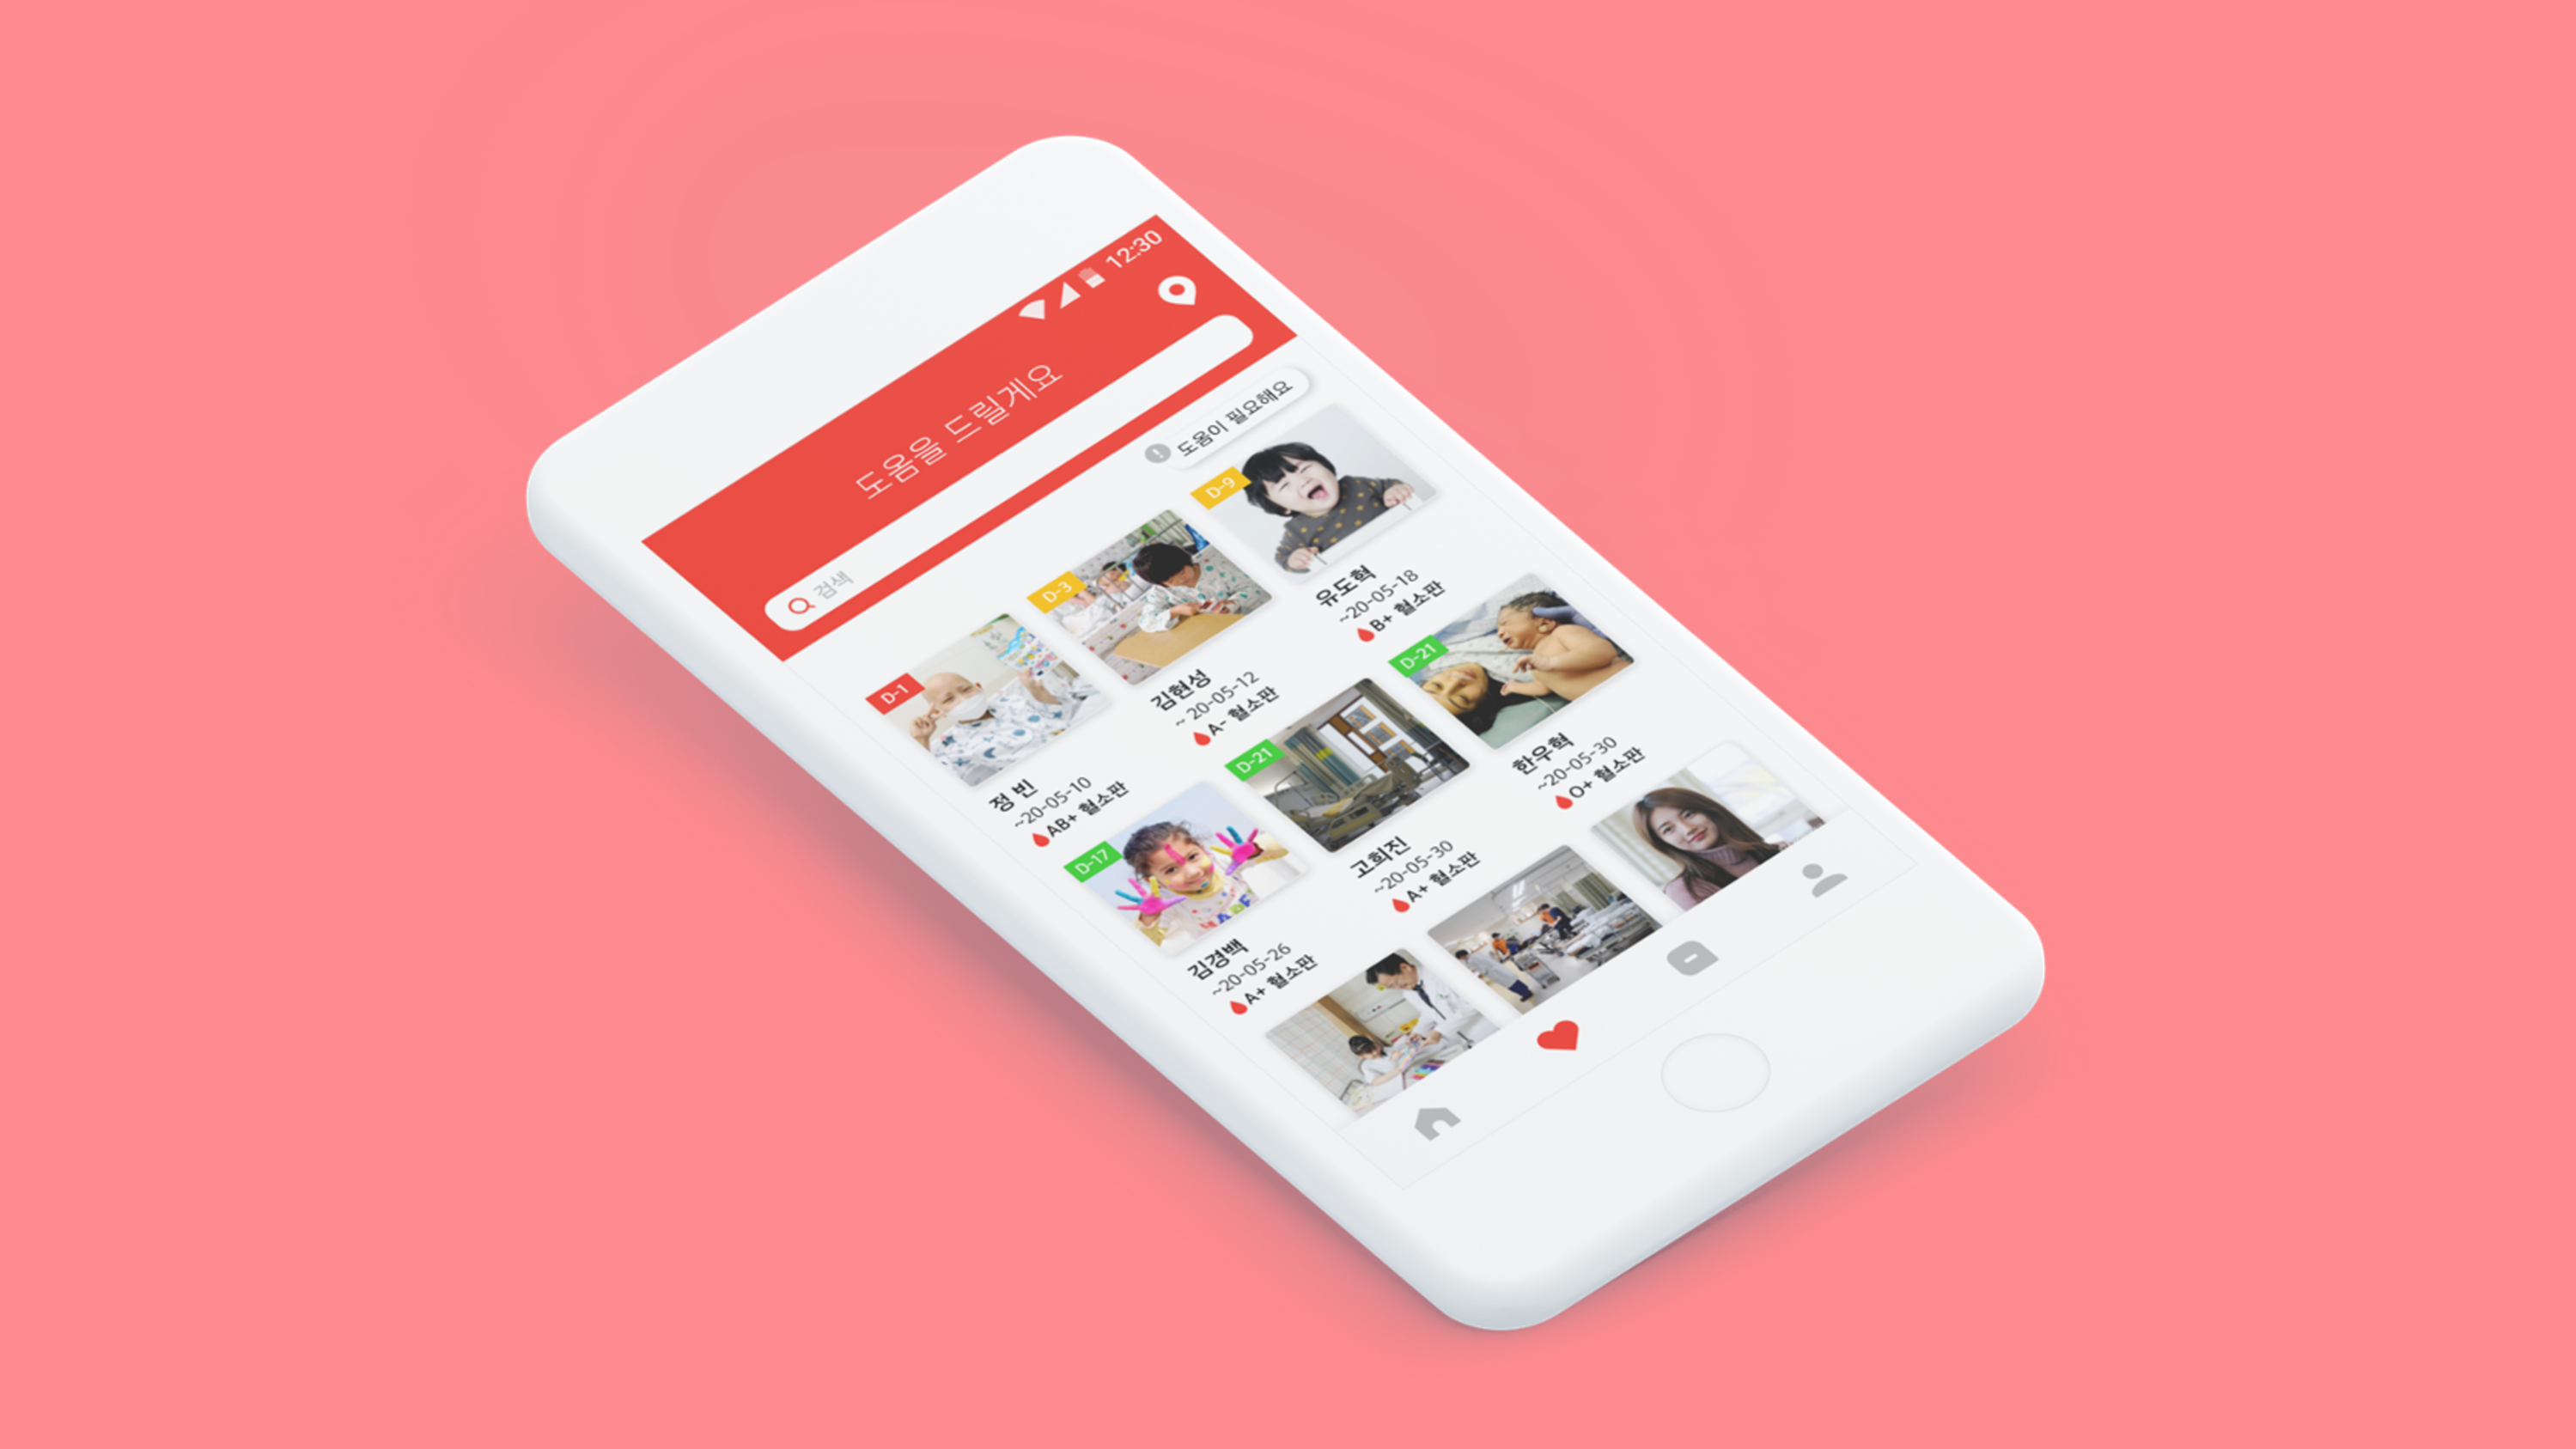 12:30
도움을 드릴게요
검색
도움이 필요해요
D-1
정 빈
~20-05-10
AB+ 혈소판
D-3
김현성
~ 20-05-12
A- 혈소판
D-9
유도혁
~20-05-18
B+ 혈소판
D-17
김경백
~20-05-26
A+ 혈소판
D-21
고희진
~20-05-30
A+ 혈소판
D-21
한우혁
~20-05-30
O+ 혈소판